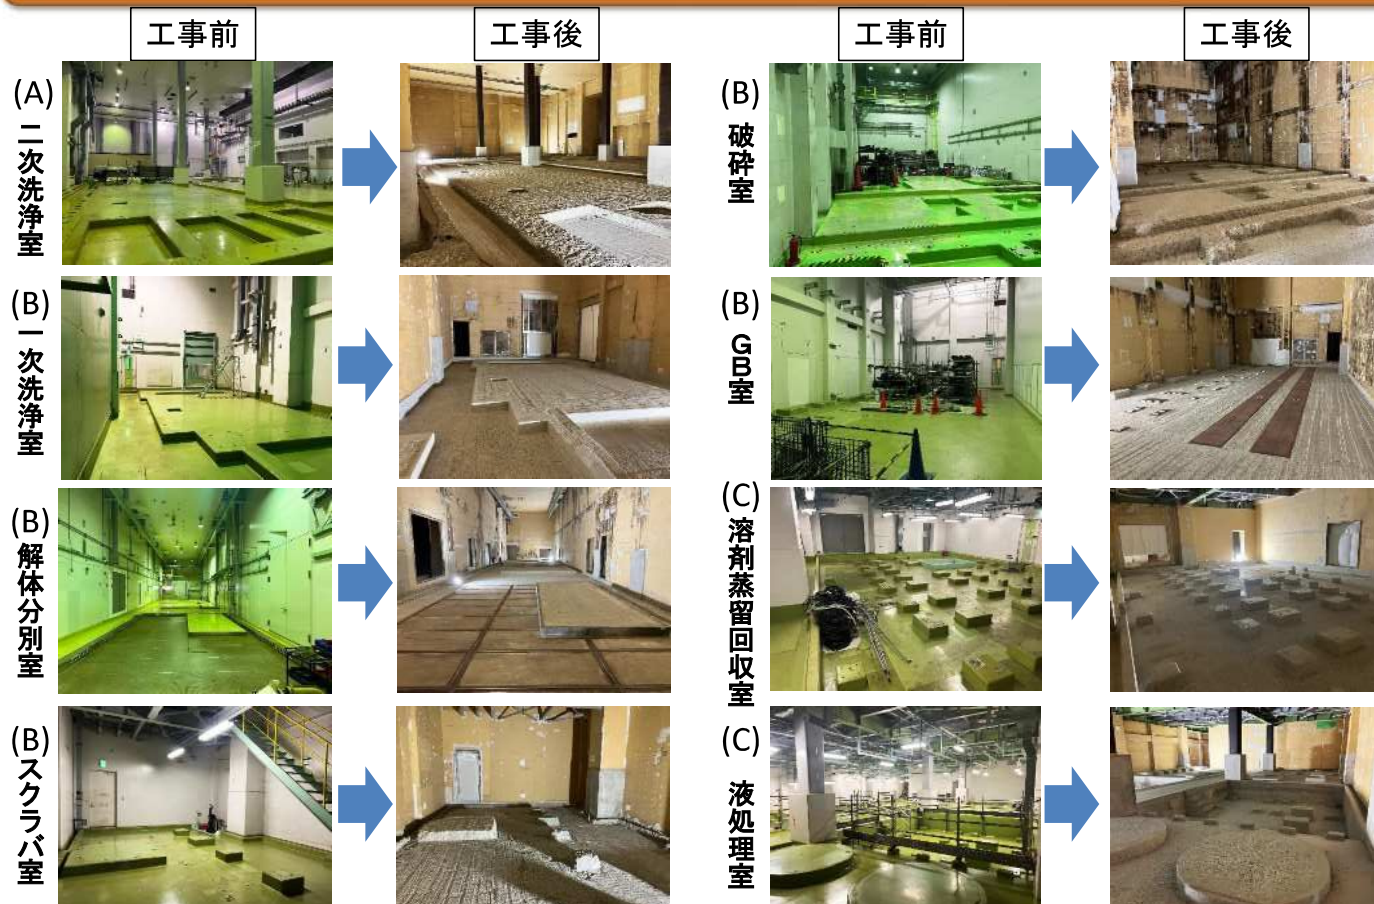 工事前
工事後
工事前
工事後
(A)
二次洗浄室
(B)
破砕室
(B)
一次洗浄室
(B)
GB室
(B)
解体分別室
(C)
溶剤蒸留回収室
(B)
スクラバ室
(C)
液処理室